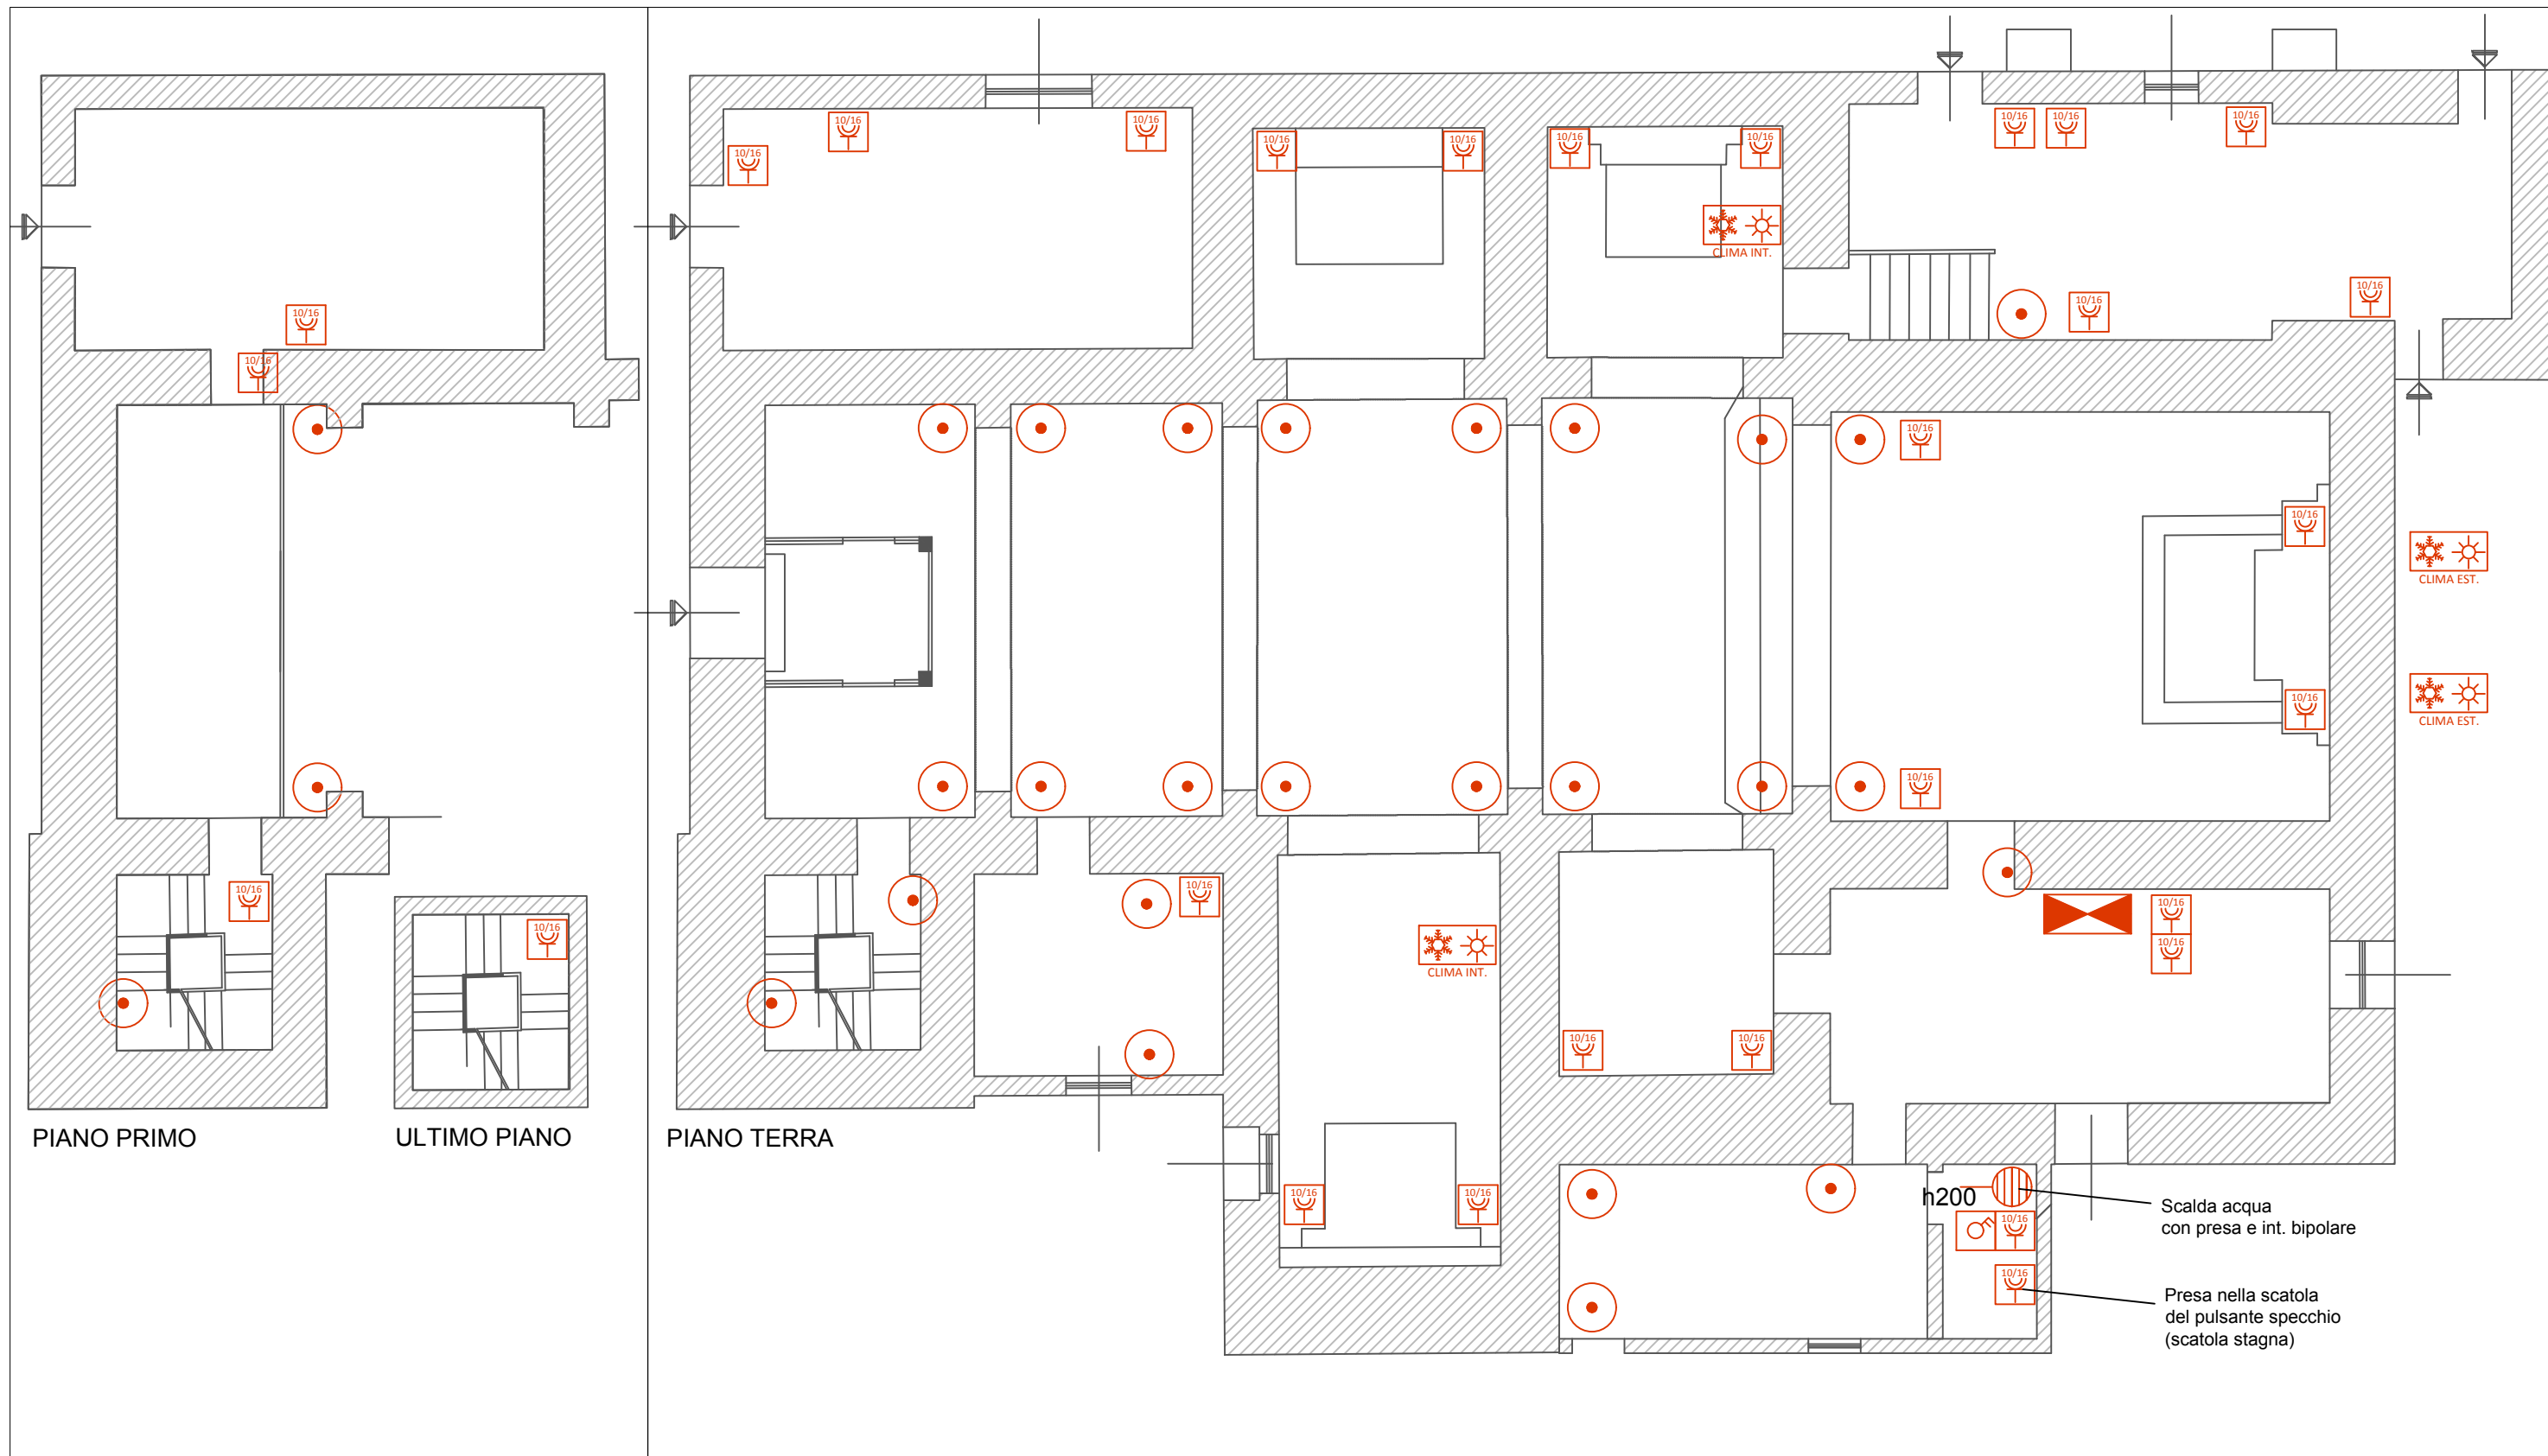 10/16
10/16
10/16
10/16
PIANO PRIMO
ULTIMO PIANO
10/16
10/16
10/16
10/16
10/16
10/16
10/16
10/16
10/16
10/16
CLIMA INT.
10/16
10/16
10/16
10/16
CLIMA EST.
10/16
CLIMA EST.
10/16
10/16
10/16
10/16
CLIMA INT.
10/16
10/16
PIANO TERRA
10/16
10/16
h200
Scalda acqua
con presa e int. bipolare
10/16
10/16
Presa nella scatola
del pulsante specchio
(scatola stagna)